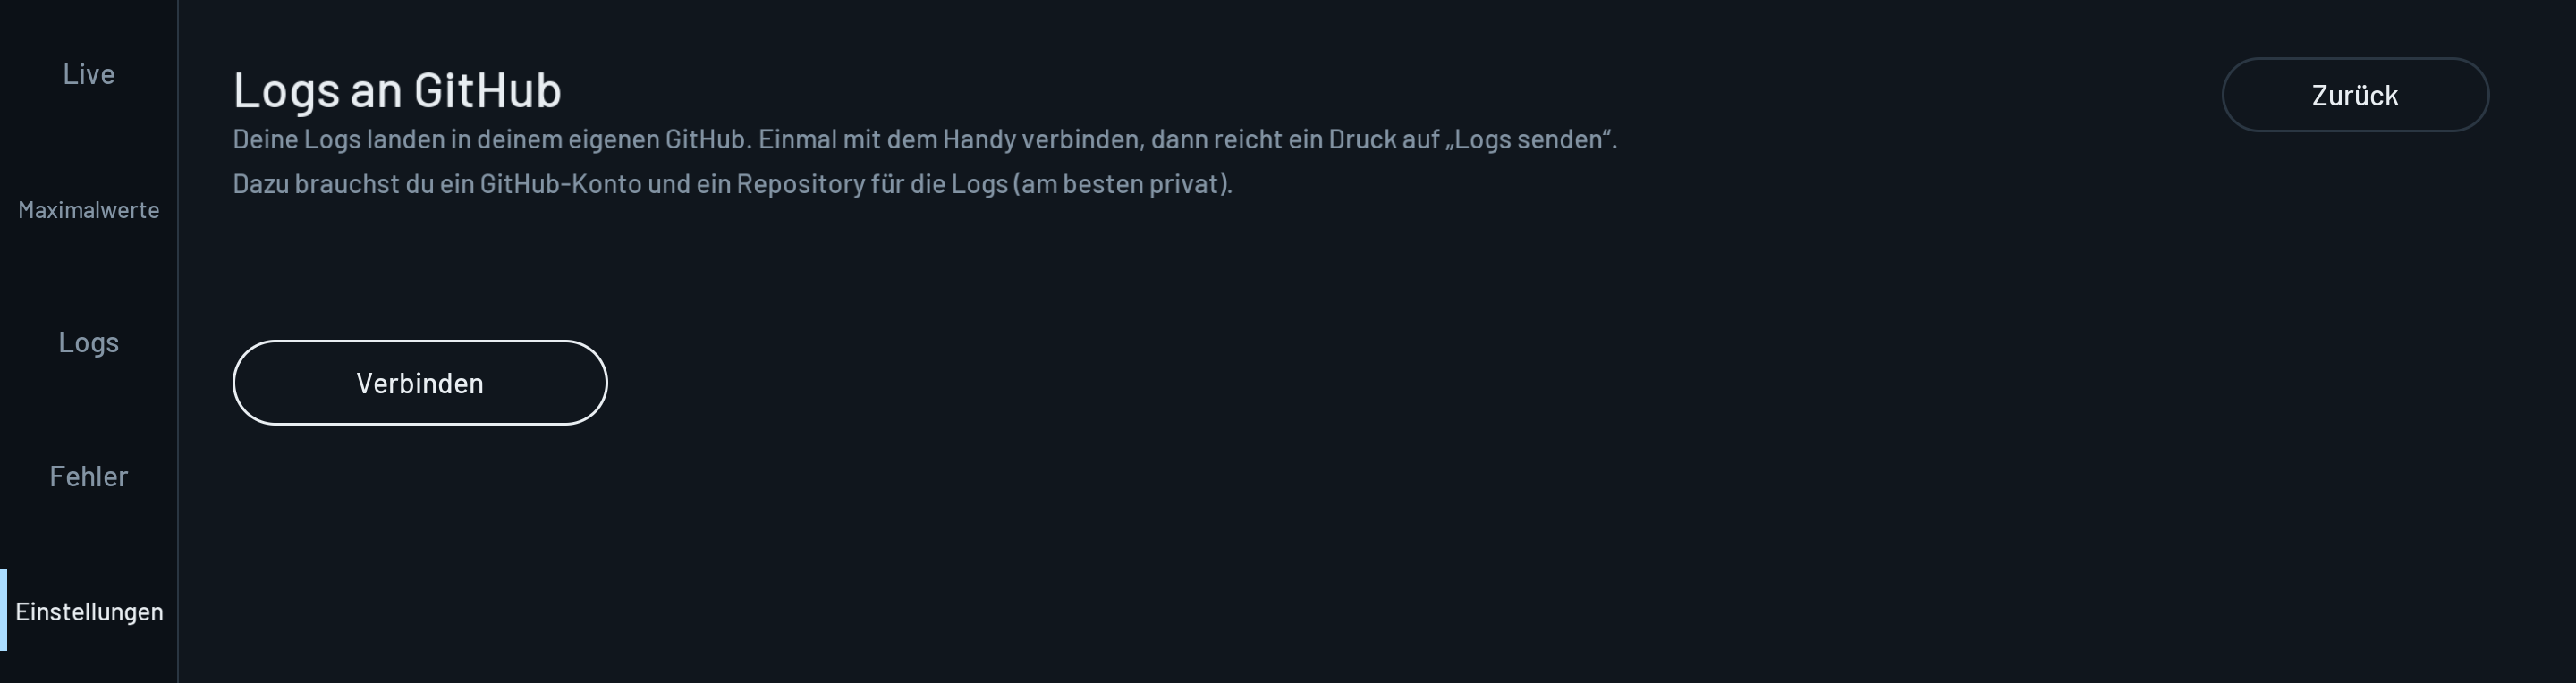 Live
Maximalwerte
Logs
Fehler
Einstellungen
Logs an GitHub
Deine Logs landen in deinem eigenen GitHub. Einmal mit dem Handy verbinden, dann reicht ein Druck auf „Logs senden“.
Dazu brauchst du ein GitHub-Konto und ein Repository für die Logs (am besten privat).
Zurück
Verbinden